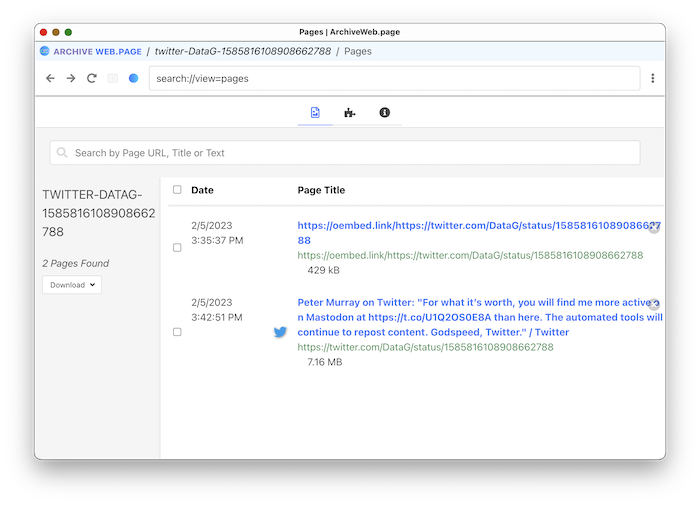 Pages | ArchiveWeb.page
ARCHIVE WEB.PAGE / twitter-DataG-1585816108908662788 / Pages
search://view=pages
Search by Page URL, Title or Text
TWITTER-DATAG-
1585816108908662
788
2 Pages Found
Download
Date Page Title
2/5/2023
3:35:37 PM
https://oembed.link/https://twitter.com/DataG/status/15858161089086627
88
https://oembed.link/https://twitter.com/DataG/status/1585816108908662788
429 kB
2/5/2023
3:42:51 PM
Peter Murray on Twitter: "For what it's worth, you will find me more active o
n Mastodon at https://t.co/U1Q2OS0E8A than here. The automated tools will
continue to repost content. Godspeed, Twitter." / Twitter
https://twitter.com/DataG/status/1585816108908662788
7.16 MB